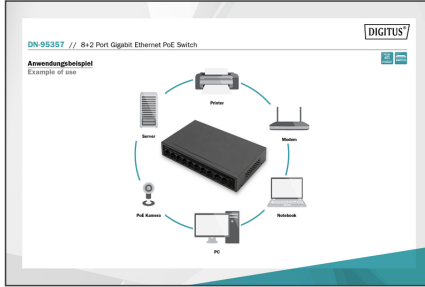 DIGITUS®
DN-95357 // 8+2 Port Gigabit Ethernet PoE Switch
Anwendungsbeispiel
Example of use
Printer
Server
Modem
PoE Kamera
Notebook
PC